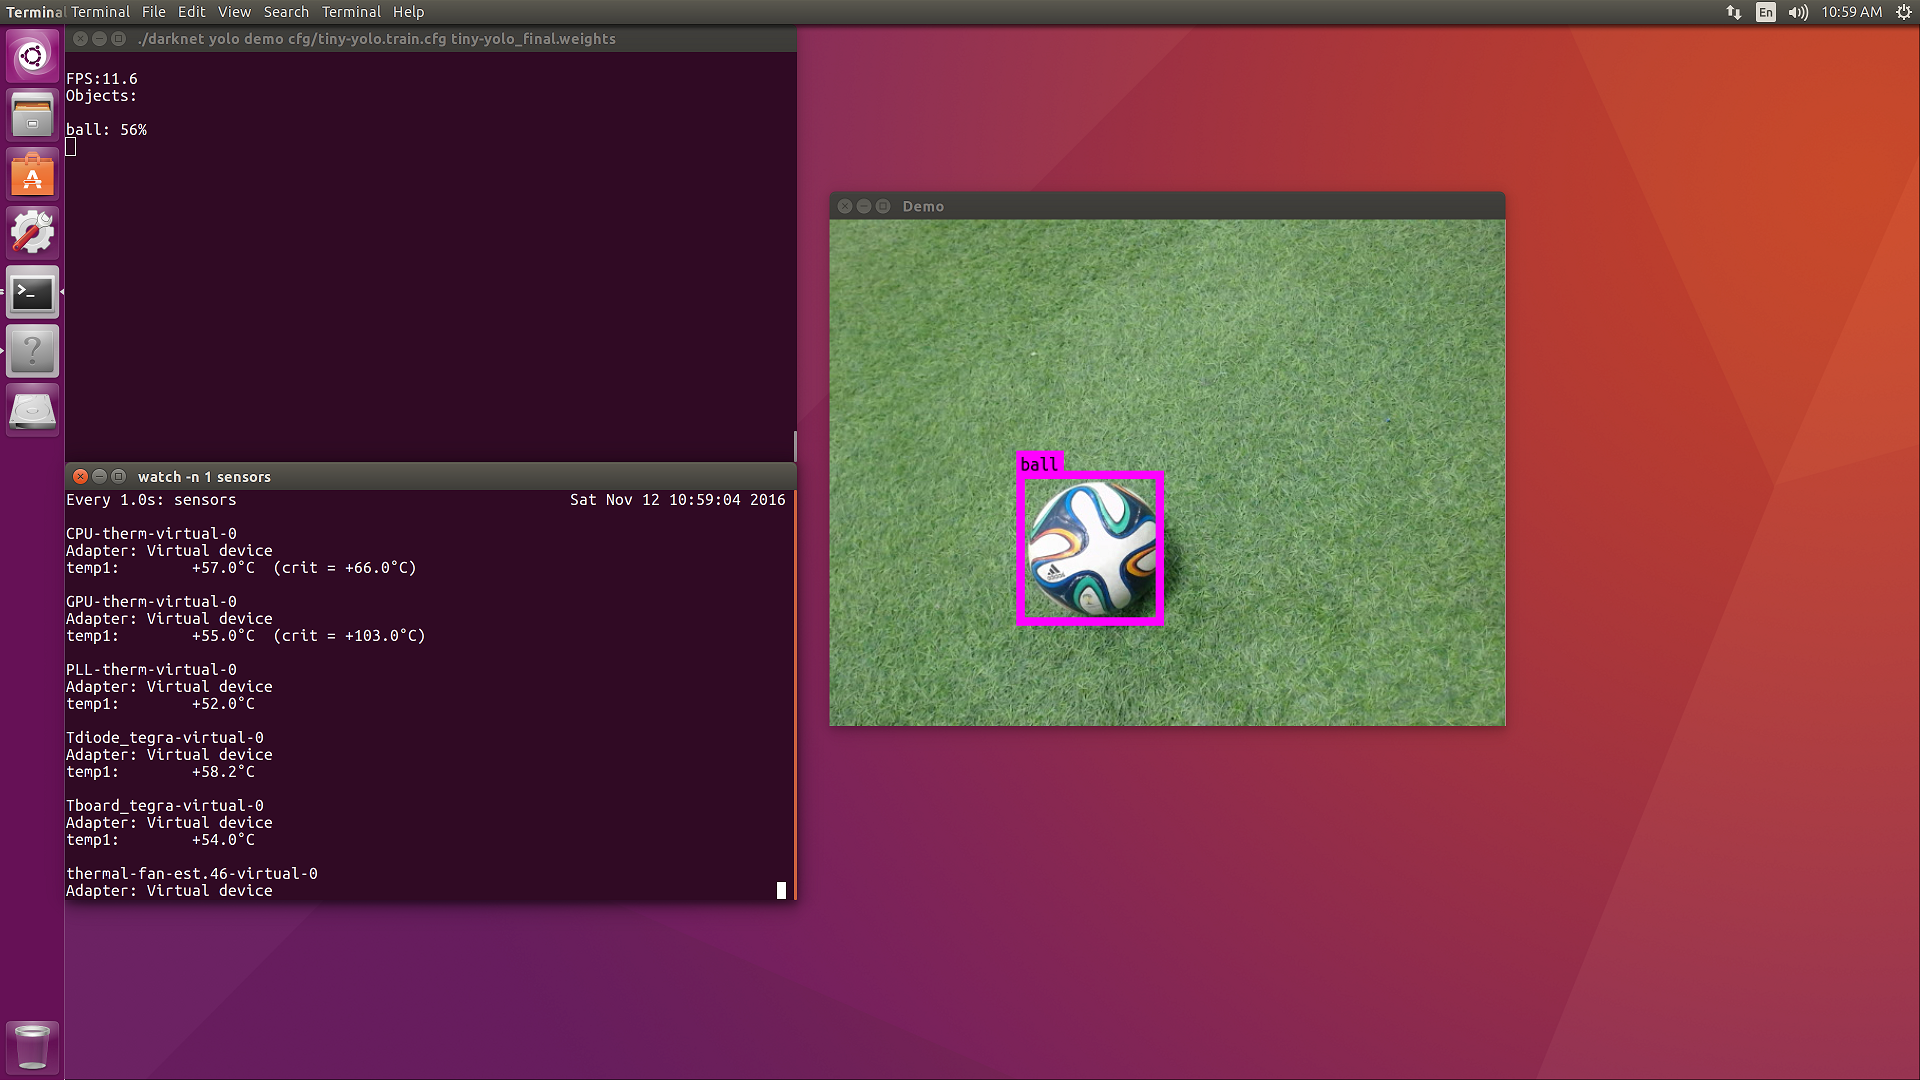 Terminal Terminal File Edit View Search Terminal Help
En 10:59 AM
./darknet yolo demo cfg/tiny-yolo.train.cfg tiny-yolo_final.weights
FPS:11.6
Objects:
ball: 56%
watch -n 1 sensors
Every 1.0s: sensors Sat Nov 12 10:59:04 2016
CPU-therm-virtual-0
Adapter: Virtual device
temp1: +57.0°C (crit = +66.0°C)
GPU-therm-virtual-0
Adapter: Virtual device
temp1: +55.0°C (crit = +103.0°C)
PLL-therm-virtual-0
Adapter: Virtual device
temp1: +52.0°C
Tdiode_tegra-virtual-0
Adapter: Virtual device
temp1: +58.2°C
Tboard_tegra-virtual-0
Adapter: Virtual device
temp1: +54.0°C
thermal-fan-est.46-virtual-0
Adapter: Virtual device
Demo
ball